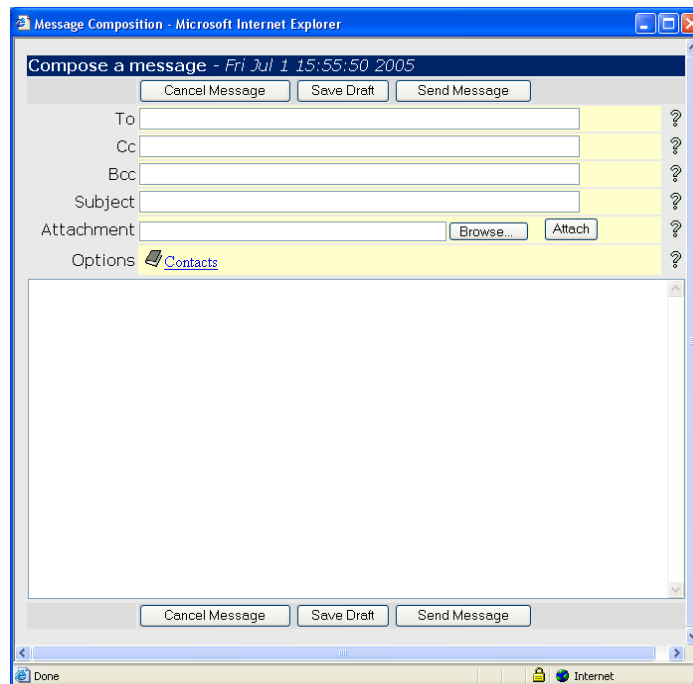 Message Composition - Microsoft Internet Explorer
Compose a message - Fri Jul 1 15:55:50 2005
Cancel Message Save Draft Send Message
To ?
Cc ?
Bcc ?
Subject ?
Attachment Browse... Attach ?
Options Contacts ?
Cancel Message Save Draft Send Message
Done Internet